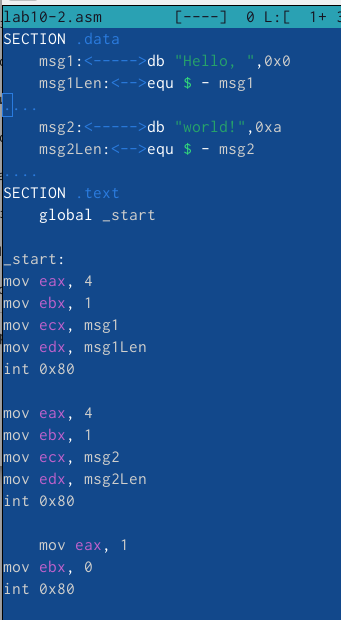 lab10-2.asm [----] 0 L:[ 1+ 3
SECTION .data
msg1:<----->db "Hello, ",0x0
msg1Len:<-->equ $ - msg1
....
msg2:<----->db "world!",0xa
msg2Len:<-->equ $ - msg2
....
SECTION .text
global _start
_start:
mov eax, 4
mov ebx, 1
mov ecx, msg1
mov edx, msg1Len
int 0x80
mov eax, 4
mov ebx, 1
mov ecx, msg2
mov edx, msg2Len
int 0x80
mov eax, 1
mov ebx, 0
int 0x80